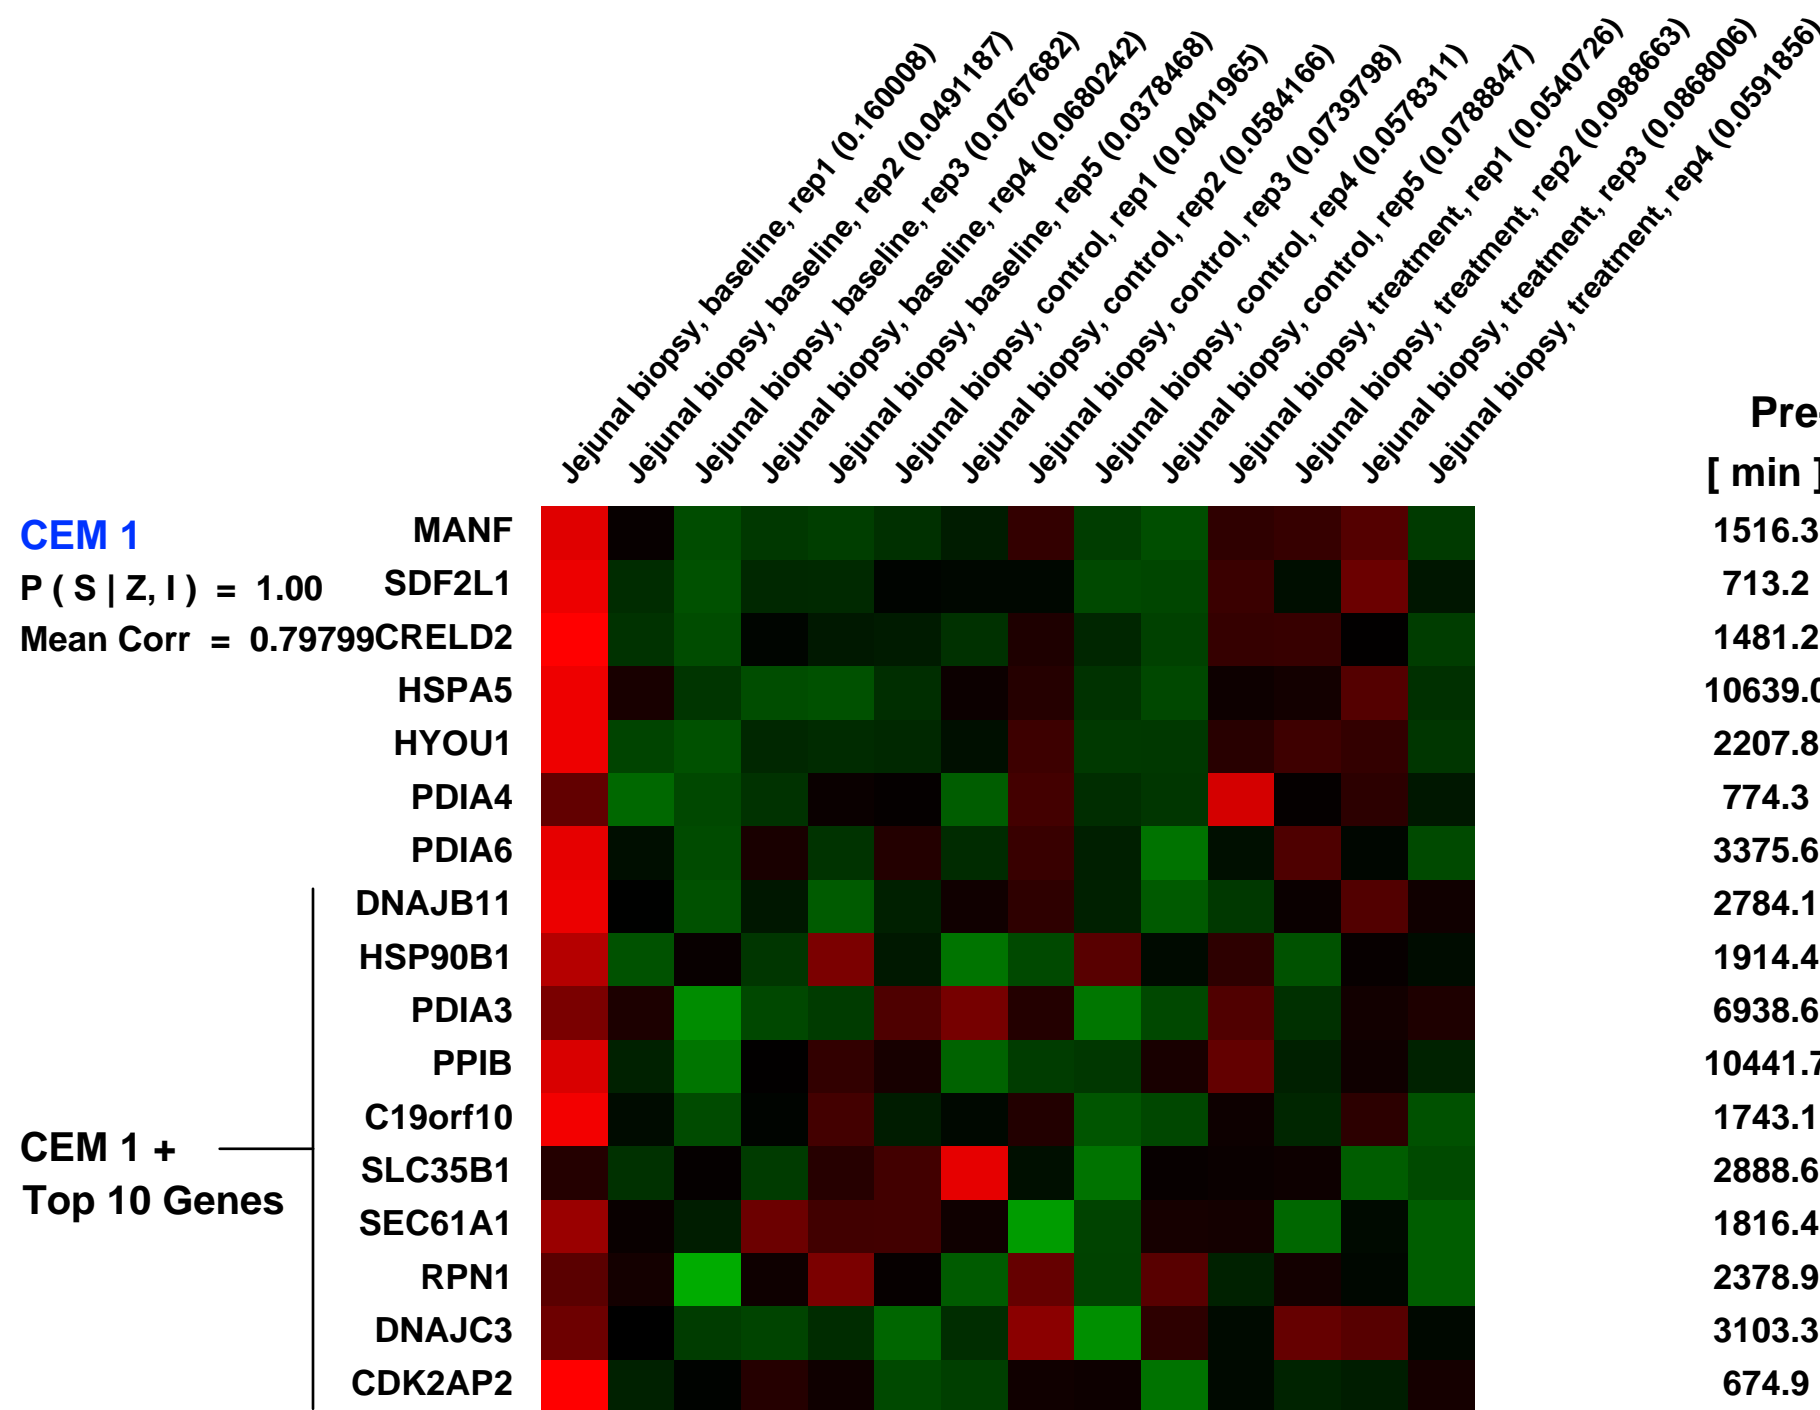 Jejunal biopsy, baseline, rep1 (0.160008)
Jejunal biopsy, baseline, rep2 (0.0491187)
Jejunal biopsy, baseline, rep3 (0.0767682)
Jejunal biopsy, baseline, rep4 (0.0680242)
Jejunal biopsy, baseline, rep5 (0.0378468)
Jejunal biopsy, control, rep1 (0.0401965)
Jejunal biopsy, control, rep2 (0.0584166)
Jejunal biopsy, control, rep3 (0.0739798)
Jejunal biopsy, control, rep4 (0.0578311)
Jejunal biopsy, control, rep5 (0.0788847)
Jejunal biopsy, treatment, rep1 (0.0540726)
Jejunal biopsy, treatment, rep2 (0.0988663)
Jejunal biopsy, treatment, rep3 (0.0868006)
Jejunal biopsy, treatment, rep4 (0.0591856)
Pre
[ min ]
CEM 1
P ( S | Z, I ) = 1.00
Mean Corr = 0.79799
MANF 1516.3
SDF2L1 713.2
CRELD2 1481.2
HSPA5 10639.0
HYOU1 2207.8
PDIA4 774.3
PDIA6 3375.6
DNAJB11 2784.1
HSP90B1 1914.4
PDIA3 6938.6
PPIB 10441.7
C19orf10 1743.1
SLC35B1 2888.6
SEC61A1 1816.4
RPN1 2378.9
DNAJC3 3103.3
CDK2AP2 674.9
CEM 1 +
Top 10 Genes